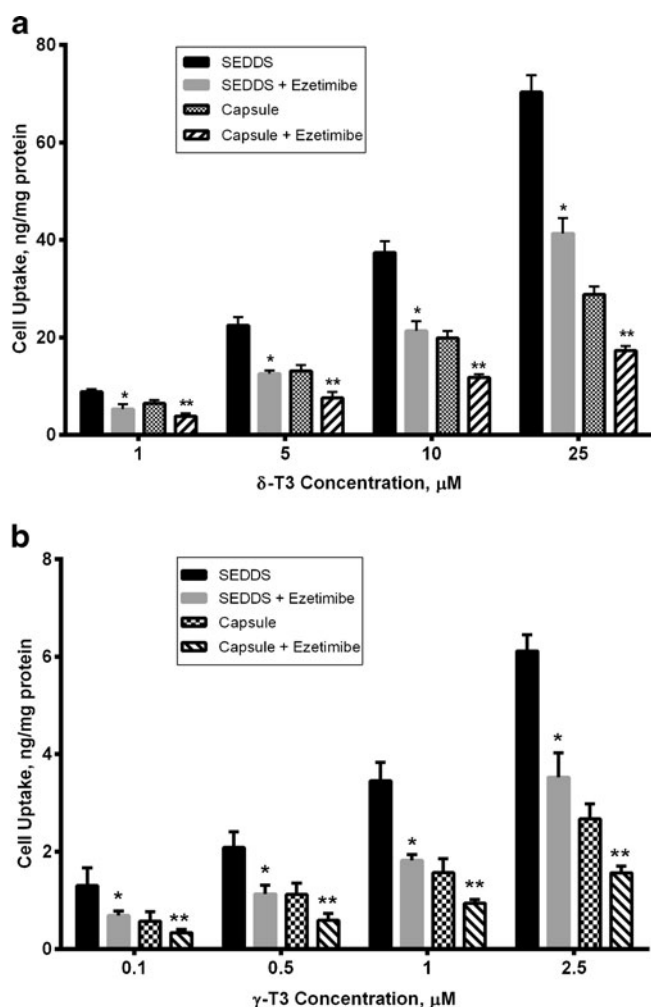 a
80
60
40
20
0
Cell Uptake, ng/mg protein
SEDDS
SEDDS + Ezetimibe
Capsule
Capsule + Ezetimibe
* ** * ** * ** * **
1 5 10 25
δ-T3 Concentration, μM
b
8
6
4
2
0
Cell Uptake, ng/mg protein
SEDDS
SEDDS + Ezetimibe
Capsule
Capsule + Ezetimibe
* ** * ** * ** * **
0.1 0.5 1 2.5
γ-T3 Concentration, μM